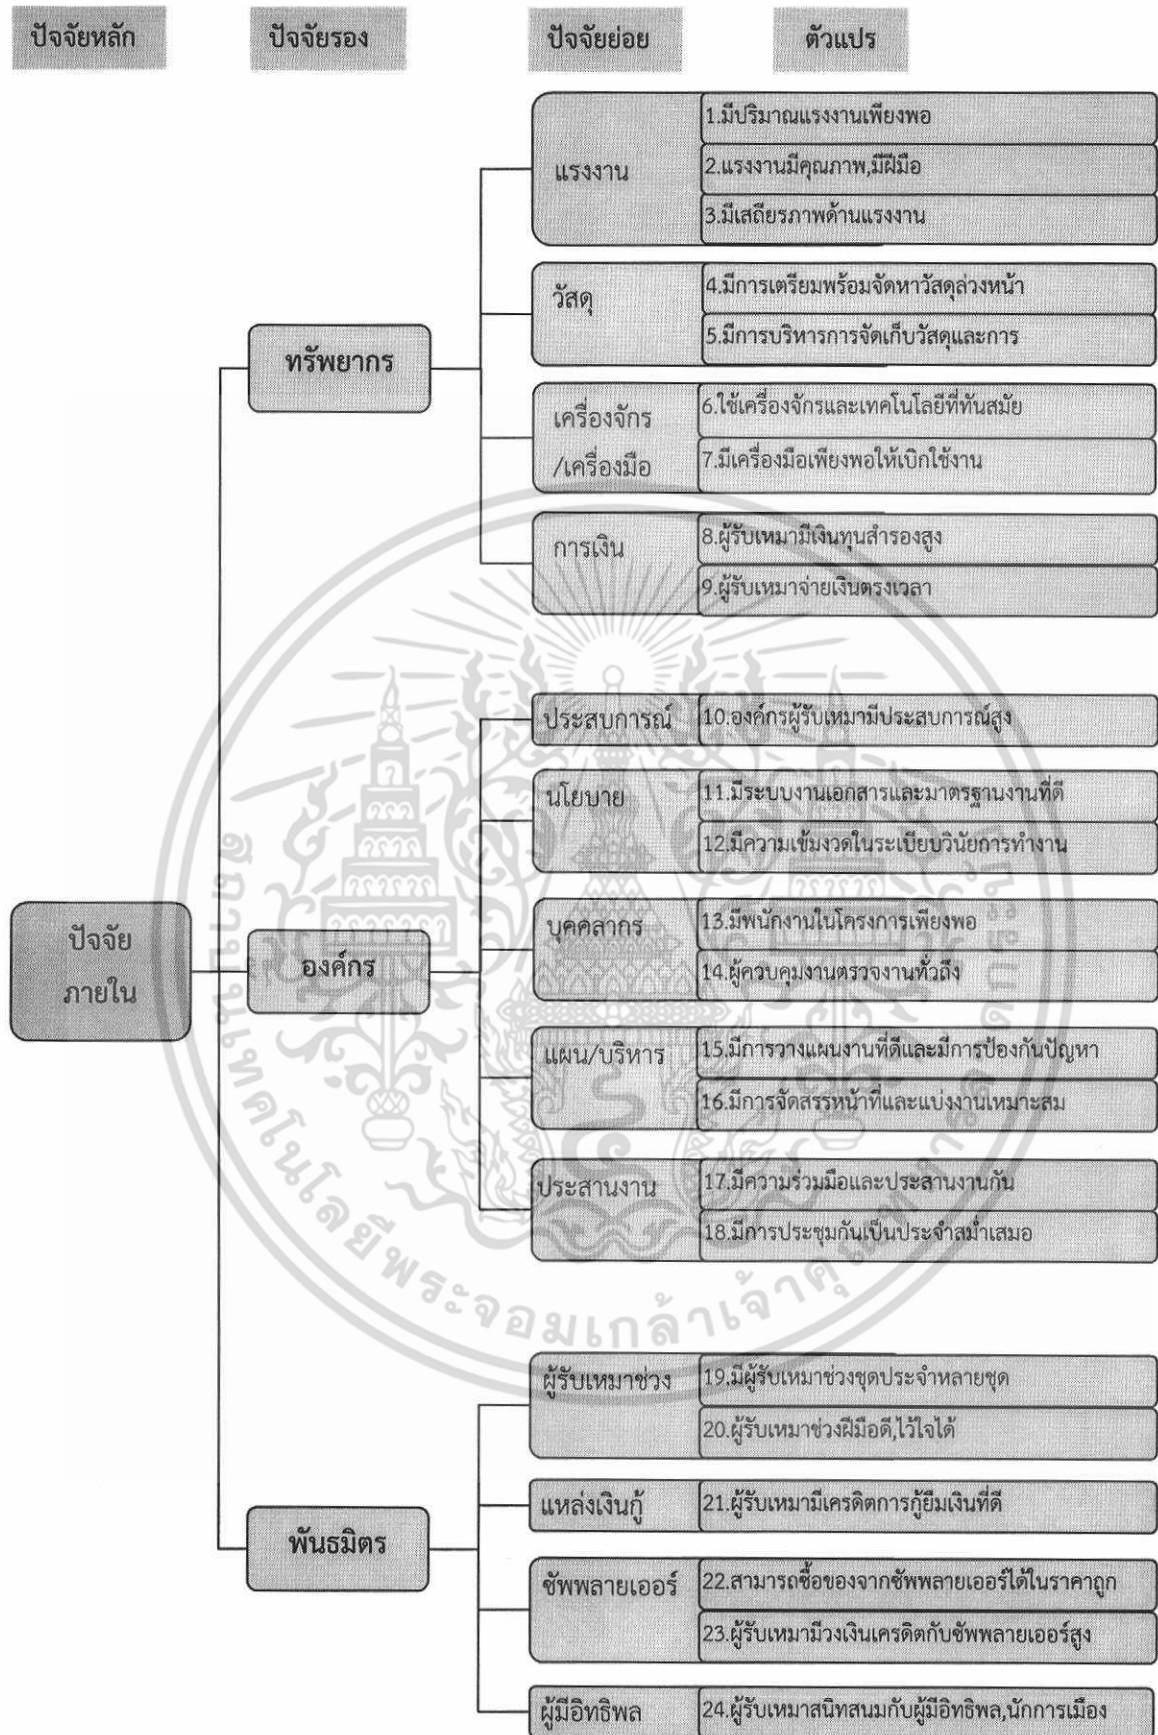 ปัจจัยหลัก ปัจจัยรอง ปัจจัยย่อย ตัวแปร
แรงงาน
1.มีปริมาณแรงงานเพียงพอ
2.แรงงานมีคุณภาพ,มีฝีมือ
3.มีเสถียรภาพด้านแรงงาน
วัสดุ
4.มีการเตรียมพร้อมจัดหาวัสดุล่วงหน้า
5.มีการบริหารการจัดเก็บวัสดุและการ
ทรัพยากร
เครื่องจักร
/เครื่องมือ
6.ใช้เครื่องจักรและเทคโนโลยีที่ทันสมัย
7.มีเครื่องมือเพียงพอให้เบิกใช้งาน
การเงิน
8.ผู้รับเหมามีเงินทุนสำรองสูง
9.ผู้รับเหมาจ่ายเงินตรงเวลา
ประสบการณ์
10.องค์กรผู้รับเหมามีประสบการณ์สูง
นโยบาย
11.มีระบบงานเอกสารและมาตรฐานงานที่ดี
12.มีความเข้มงวดในระเบียบวินัยการทำงาน
ปัจจัย
ภายใน
องค์กร
บุคคลากร
13.มีพนักงานในโครงการเพียงพอ
14.ผู้ควบคุมงานตรวจงานทั่วถึง
แผน/บริหาร
15.มีการวางแผนงานที่ดีและมีการป้องกันปัญหา
16.มีการจัดสรรหน้าที่และแบ่งงานเหมาะสม
ประสานงาน
17.มีความร่วมมือและประสานงานกัน
18.มีการประชุมกันเป็นประจำสม่ำเสมอ
ผู้รับเหมาช่วง
19.มีผู้รับเหมาช่วงชุดประจำหลายชุด
20.ผู้รับเหมาช่วงฝีมือดี,ไว้ใจได้
แหล่งเงินกู้
21.ผู้รับเหมามีเครดิตการกู้ยืมเงินที่ดี
พันธมิตร
ซัพพลายเออร์
22.สามารถซื้อของจากซัพพลายเออร์ได้ในราคาถูก
23.ผู้รับเหมามีวงเงินเครดิตกับซัพพลายเออร์สูง
ผู้มีอิทธิพล
24.ผู้รับเหมาสนิทสนมกับผู้มีอิทธิพล,นักการเมือง
สถาบันเทคโนโลยีพระจอมเกล้าเจ้าคุณทหารลาดกระบัง